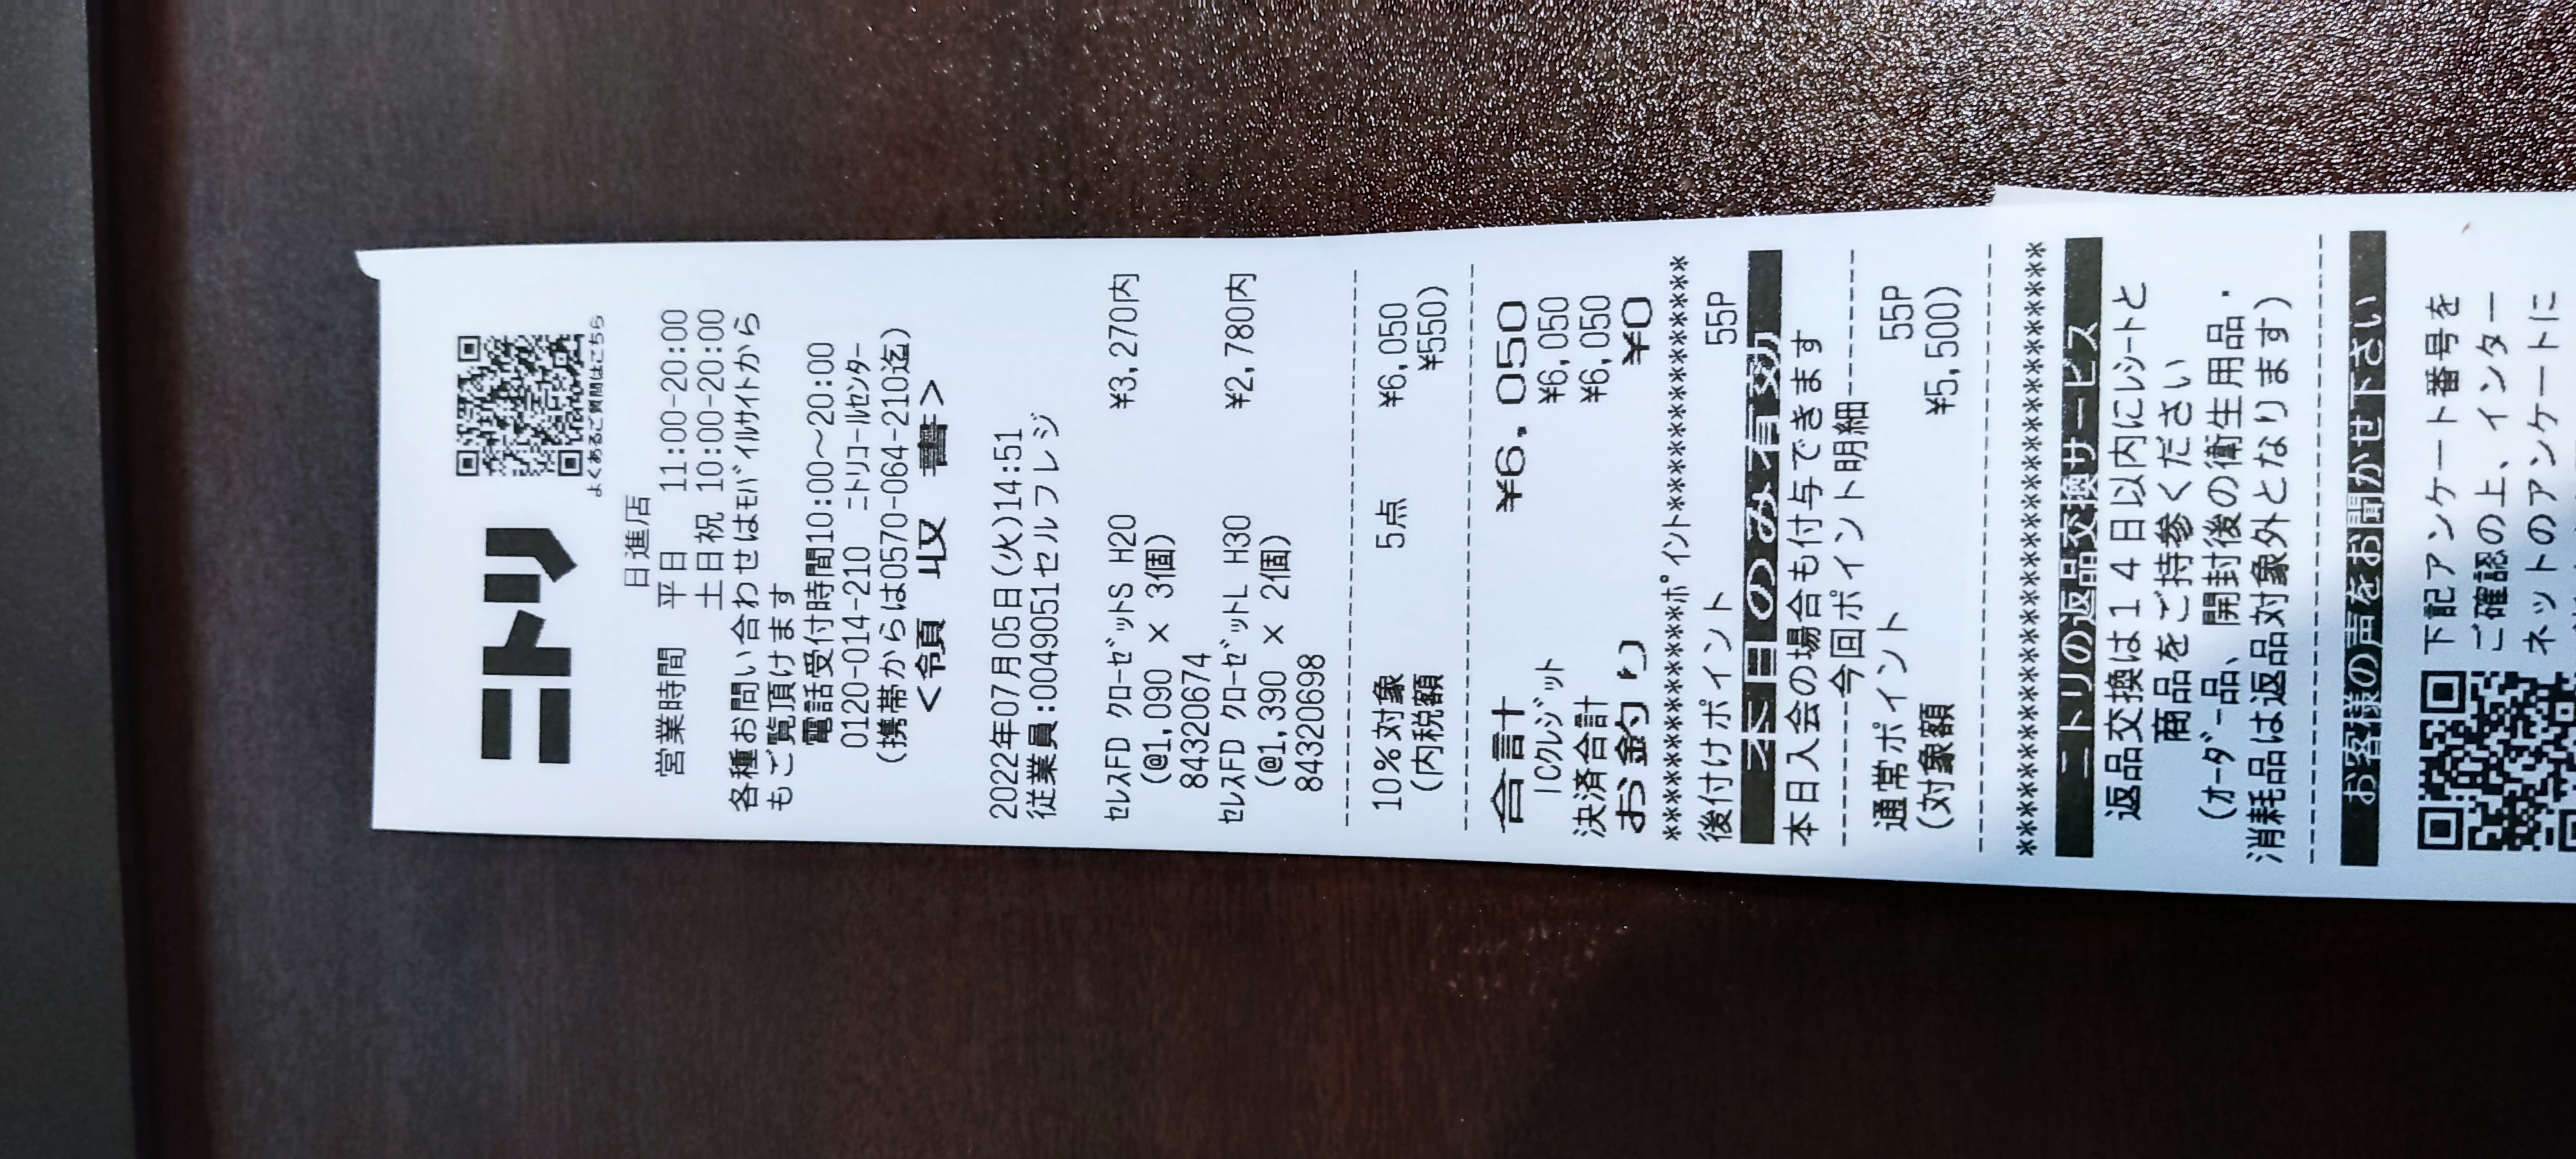 ニトリ
よくあるご質問はこちら
日進店
営業時間 平日 11:00-20:00
土日祝 10:00-20:00
各種お問い合わせはﾓﾊﾞｲﾙｻｲﾄから
もご覧頂けます
電話受付時間10:00～20:00
0120-014-210 ﾆﾄﾘｺｰﾙｾﾝﾀｰ
(携帯からは0570-064-210迄)
<領 収 書>
2022年07月05日(火)14:51
従業員:0049051セルフレジ
ｾﾚｽFD ｸﾛｰｾﾞｯﾄS H20 ¥3,270内
(@1,090 × 3個)
84320674
ｾﾚｽFD ｸﾛｰｾﾞｯﾄL H30 ¥2,780内
(@1,390 × 2個)
84320698
--------------------------------
10%対象 5点 ¥6,050
(内税額 ¥550)
--------------------------------
合計 ¥6,050
ICｸﾚｼﾞｯﾄ ¥6,050
決済合計 ¥6,050
お釣り ¥0
*************ﾎﾟｲﾝﾄ**************
後付けポイント 55P
本日のみ有効
本日入会の場合も付与できます
--------今回ポイント明細--------
通常ポイント 55P
(対象額 ¥5,500)
--------------------------------
********************************
ニトリの返品交換サービス
返品交換は１４日以内にﾚｼｰﾄと
商品をご持参ください
(ｵｰﾀﾞｰ品、開封後の衛生用品・
消耗品は返品対象外となります)
--------------------------------
お客様の声をお聞かせ下さい
下記アンケート番号を
ご確認の上、インター
ネットのアンケートに